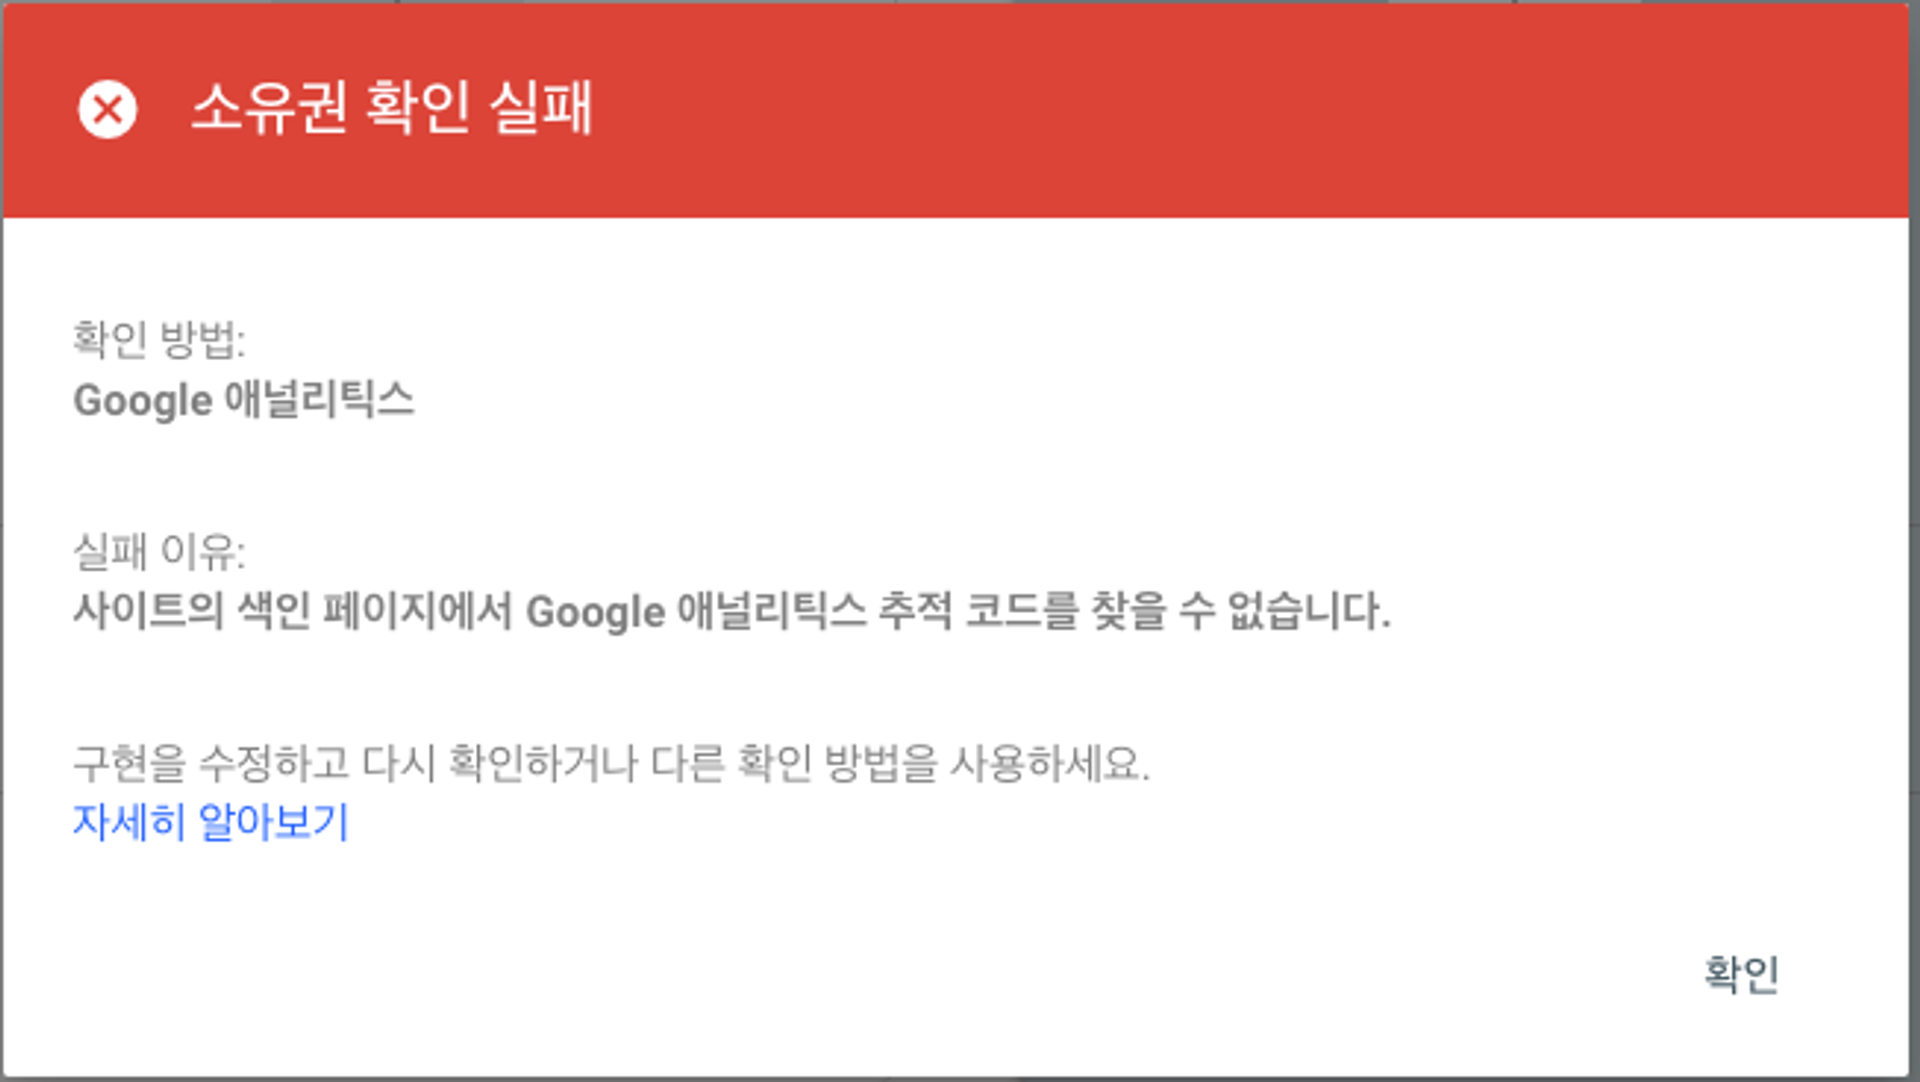 소유권 확인 실패
확인 방법:
Google 애널리틱스
실패 이유:
사이트의 색인 페이지에서 Google 애널리틱스 추적 코드를 찾을 수 없습니다.
구현을 수정하고 다시 확인하거나 다른 확인 방법을 사용하세요.
자세히 알아보기
확인